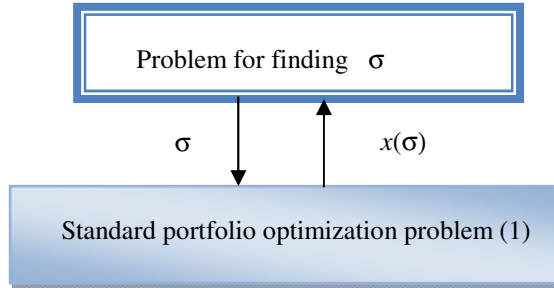 Problem for finding σ
σ
x(σ)
Standard portfolio optimization problem (1)